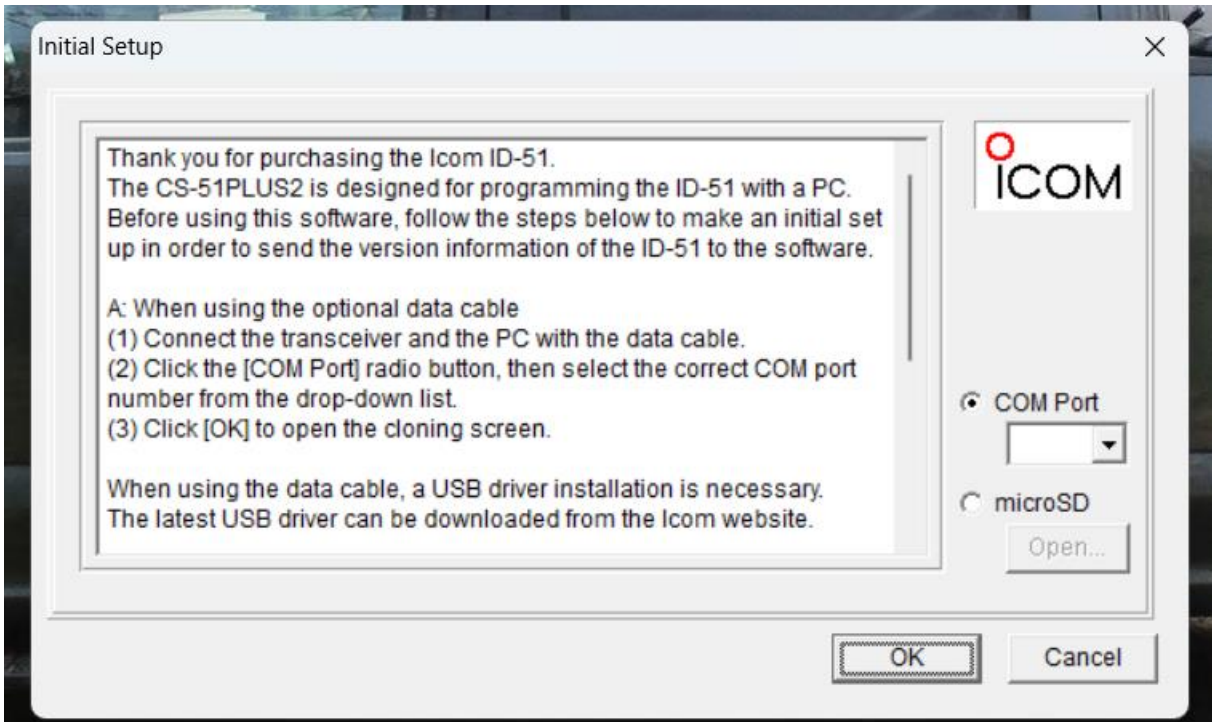 Initial Setup
Thank you for purchasing the Icom ID-51.
The CS-51PLUS2 is designed for programming the ID-51 with a PC.
Before using this software, follow the steps below to make an initial set
up in order to send the version information of the ID-51 to the software.
A: When using the optional data cable
(1) Connect the transceiver and the PC with the data cable.
(2) Click the [COM Port] radio button, then select the correct COM port
number from the drop-down list.
(3) Click [OK] to open the cloning screen.
When using the data cable, a USB driver installation is necessary.
The latest USB driver can be downloaded from the Icom website.
ICOM
COM Port
microSD
Open...
OK
Cancel